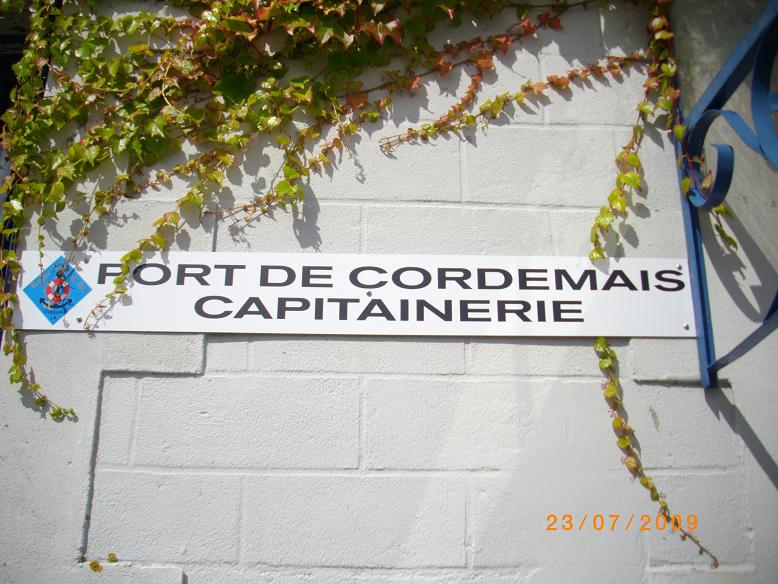 PORT DE CORDEMAIS
CAPITAINERIE
23/07/2009